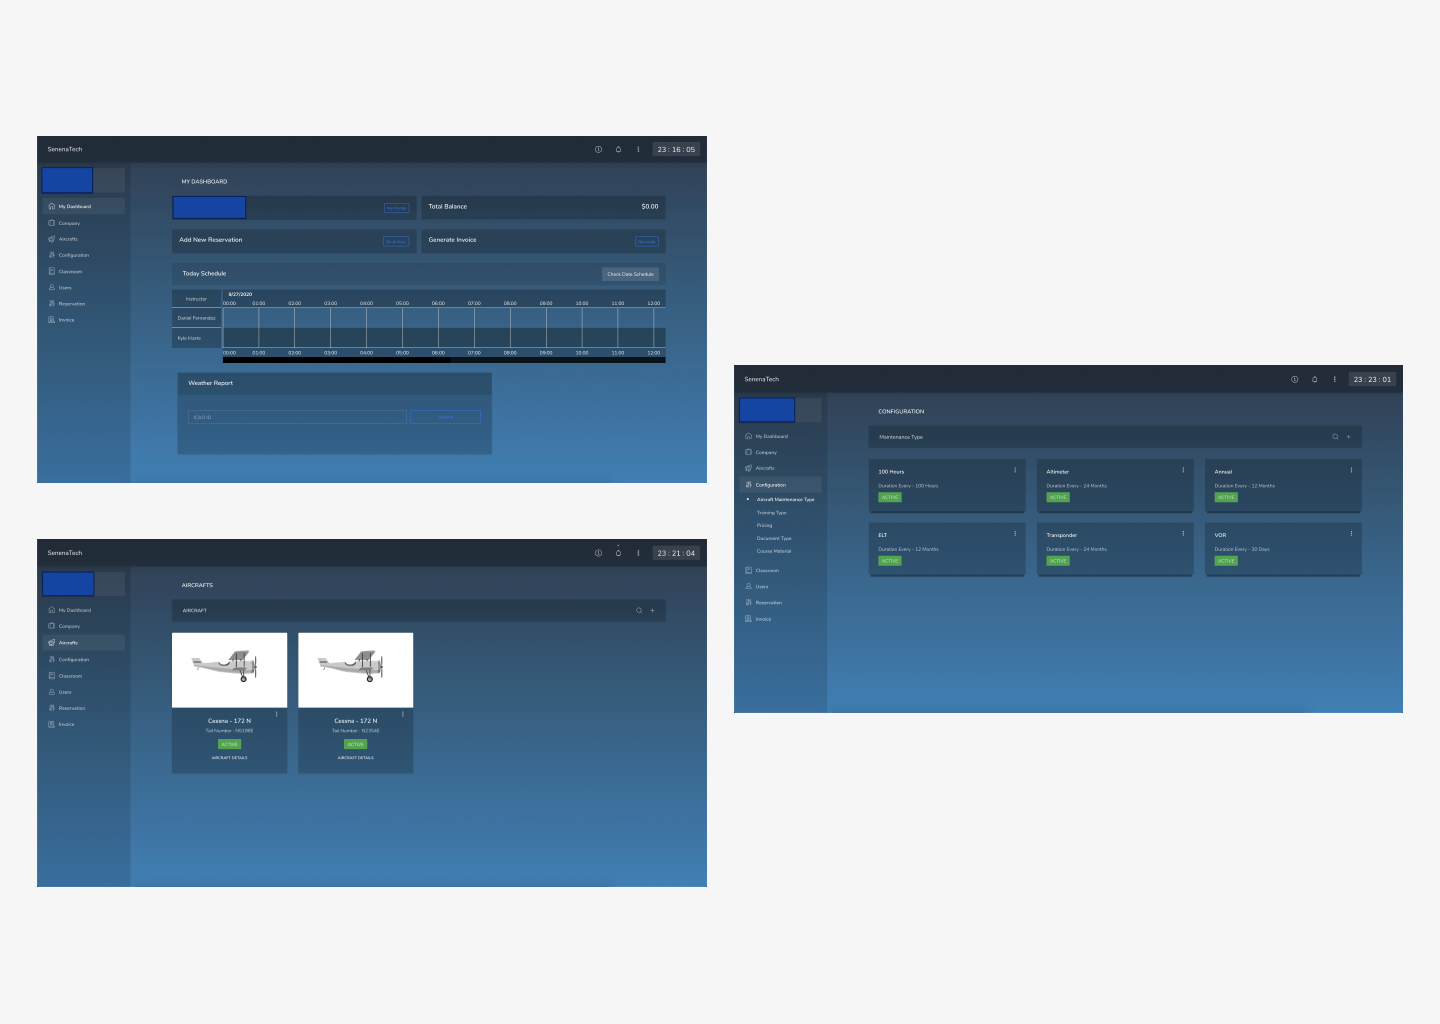 SenenaTech
23 : 16 : 05
My Dashboard
Company
Aircrafts
Configuration
Classroom
Users
Reservation
Invoice
MY DASHBOARD
My Profile
Total Balance
$0.00
Add New Reservation
Book Now
Generate Invoice
Generate
Today Schedule
Check Date Schedule
Instructor
8/27/2020
00:00 01:00 02:00 03:00 04:00 05:00 06:00 07:00 08:00 09:00 10:00 11:00 12:00
Daniel Fernandez
Kyle Irlarte
00:00 01:00 02:00 03:00 04:00 05:00 06:00 07:00 08:00 09:00 10:00 11:00 12:00
Weather Report
ICAO ID
Search
SenenaTech
23 : 21 : 04
My Dashboard
Company
Aircrafts
Configuration
Classroom
Users
Reservation
Invoice
AIRCRAFTS
AIRCRAFT
Cessna - 172 N
Tail Number : N5198E
ACTIVE
AIRCRAFT DETAILS
Cessna - 172 N
Tail Number : N2354E
ACTIVE
AIRCRAFT DETAILS
SenenaTech
23 : 23 : 01
My Dashboard
Company
Aircrafts
Configuration
Aircraft Maintenance Type
Training Type
Pricing
Document Type
Course Material
Classroom
Users
Reservation
Invoice
CONFIGURATION
Maintenance Type
100 Hours
Duration Every - 100 Hours
ACTIVE
Altimeter
Duration Every - 24 Months
ACTIVE
Annual
Duration Every - 12 Months
ACTIVE
ELT
Duration Every - 12 Months
ACTIVE
Transponder
Duration Every - 24 Months
ACTIVE
VOR
Duration Every - 30 Days
ACTIVE